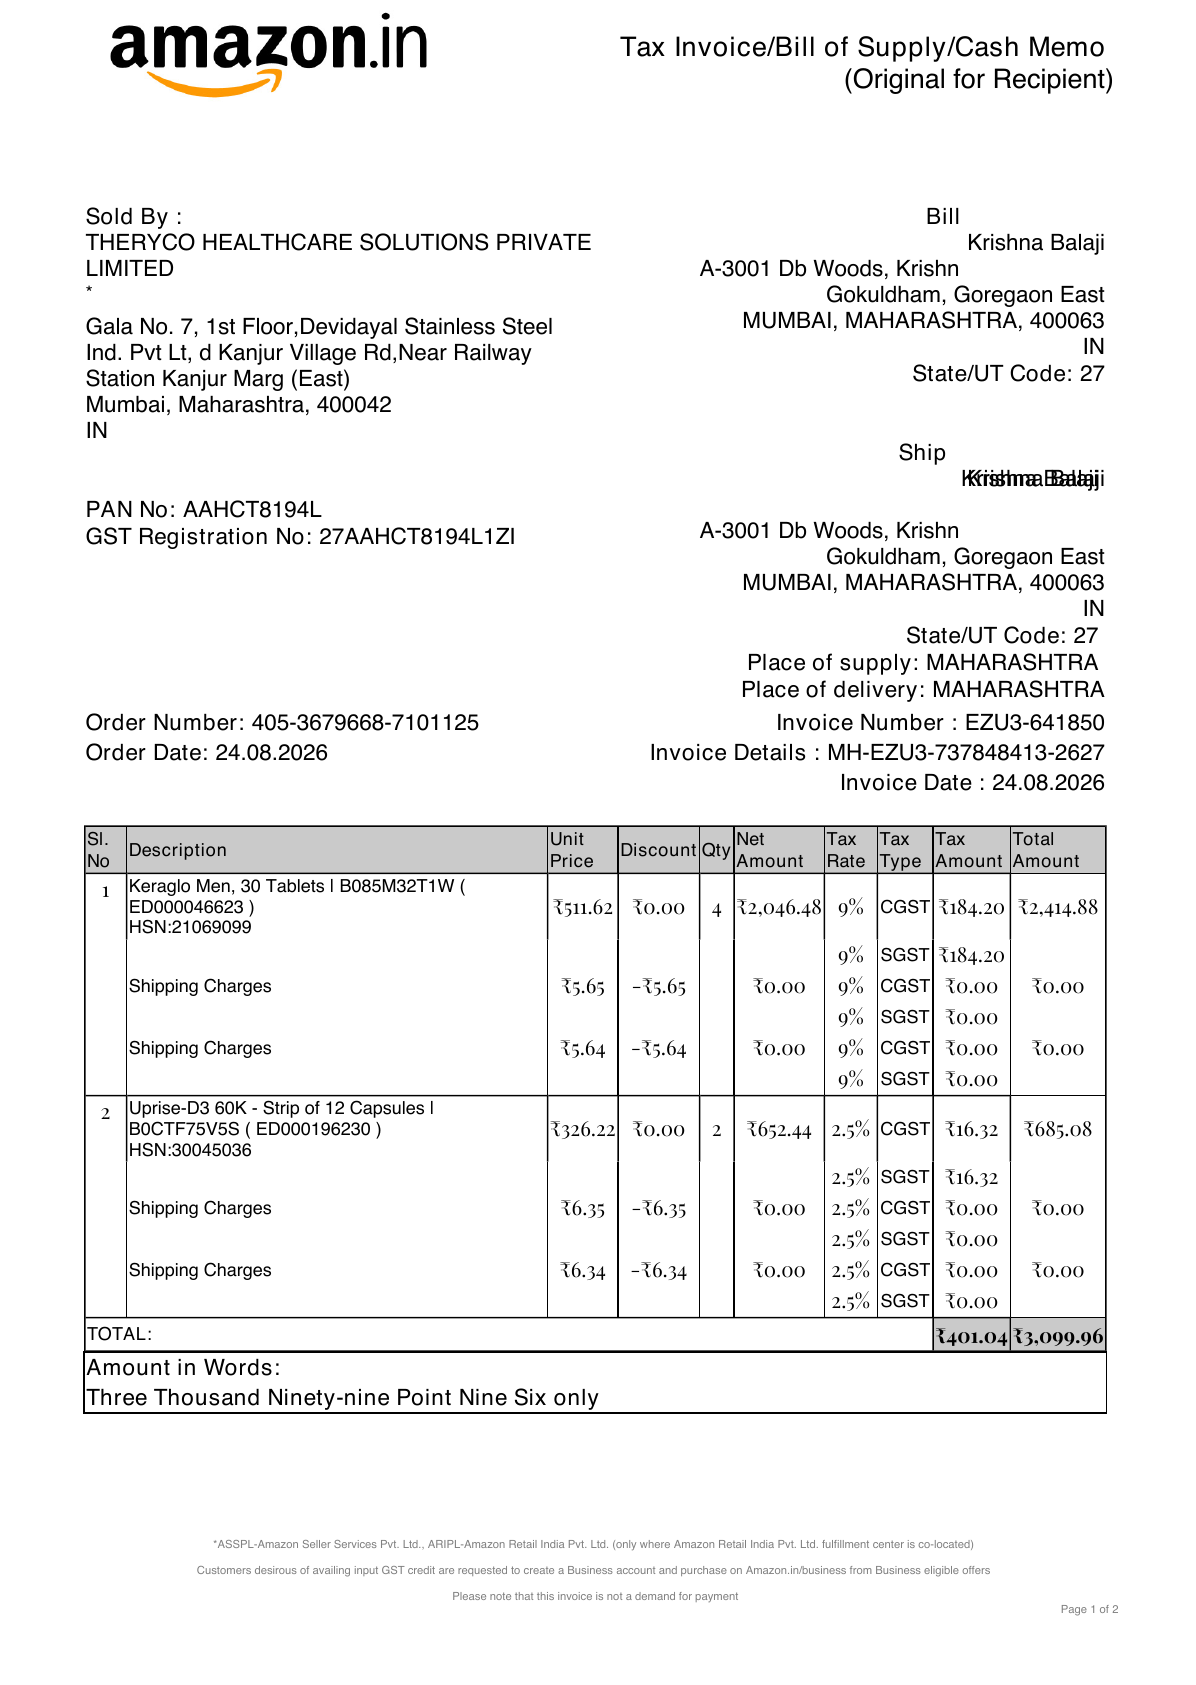 amazon.in
Tax Invoice/Bill of Supply/Cash Memo
(Original for Recipient)
Sold By :
THERYCO HEALTHCARE SOLUTIONS PRIVATE
LIMITED
*
Gala No. 7, 1st Floor,Devidayal Stainless Steel
Ind. Pvt Lt, d Kanjur Village Rd,Near Railway
Station Kanjur Marg (East)
Mumbai, Maharashtra, 400042
IN
PAN No: AAHCT8194L
GST Registration No: 27AAHCT8194L1ZI
Bill
Krishna Balaji
A-3001 Db Woods, Krishn
Gokuldham, Goregaon East
MUMBAI, MAHARASHTRA, 400063
IN
State/UT Code: 27
Ship
Krishna Balaji
A-3001 Db Woods, Krishn
Gokuldham, Goregaon East
MUMBAI, MAHARASHTRA, 400063
IN
State/UT Code: 27
Place of supply: MAHARASHTRA
Place of delivery: MAHARASHTRA
Order Number: 405-3679668-7101125
Order Date: 24.08.2026
Invoice Number : EZU3-641850
Invoice Details : MH-EZU3-737848413-2627
Invoice Date : 24.08.2026
Sl. No Description Unit Price Discount Qty Net Amount Tax Rate Tax Type Tax Amount Total Amount
1 Keraglo Men, 30 Tablets | B085M32T1W (
ED000046623 ) ₹511.62 ₹0.00 4 ₹2,046.48 9% CGST ₹184.20 ₹2,414.88
HSN:21069099
9% SGST ₹184.20
Shipping Charges ₹5.65 -₹5.65 ₹0.00 9% CGST ₹0.00 ₹0.00
9% SGST ₹0.00
Shipping Charges ₹5.64 -₹5.64 ₹0.00 9% CGST ₹0.00 ₹0.00
9% SGST ₹0.00
2 Uprise-D3 60K - Strip of 12 Capsules |
B0CTF75V5S ( ED000196230 ) ₹326.22 ₹0.00 2 ₹652.44 2.5% CGST ₹16.32 ₹685.08
HSN:30045036
2.5% SGST ₹16.32
Shipping Charges ₹6.35 -₹6.35 ₹0.00 2.5% CGST ₹0.00 ₹0.00
2.5% SGST ₹0.00
Shipping Charges ₹6.34 -₹6.34 ₹0.00 2.5% CGST ₹0.00 ₹0.00
2.5% SGST ₹0.00
TOTAL: ₹401.04 ₹3,099.96
Amount in Words:
Three Thousand Ninety-nine Point Nine Six only
*ASSPL-Amazon Seller Services Pvt. Ltd., ARIPL-Amazon Retail India Pvt. Ltd. (only where Amazon Retail India Pvt. Ltd. fulfillment center is co-located)
Customers desirous of availing input GST credit are requested to create a Business account and purchase on Amazon.in/business from Business eligible offers
Please note that this invoice is not a demand for payment
Page 1 of 2